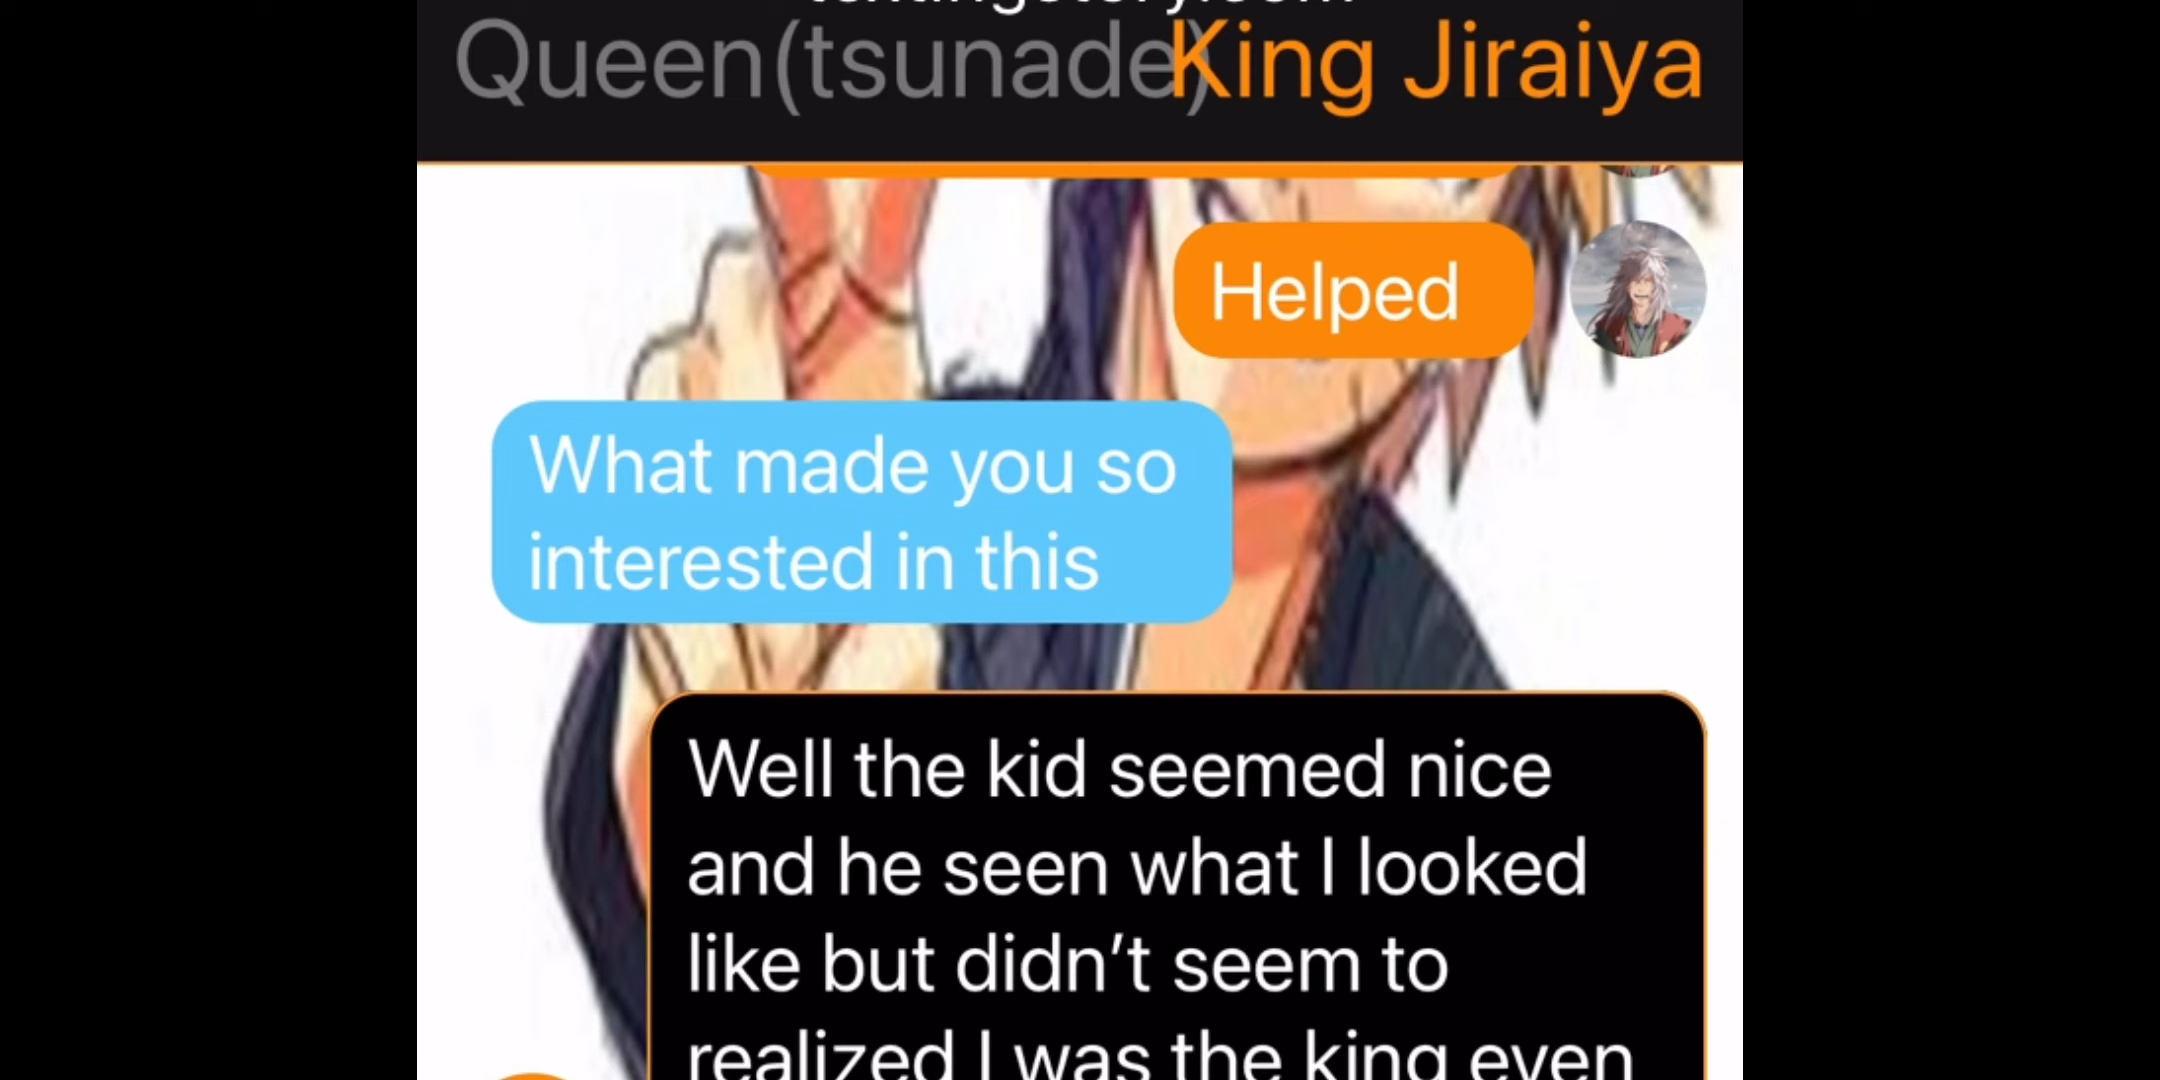 Queen(tsunade)
King Jiraiya
Helped
What made you so
interested in this
Well the kid seemed nice
and he seen what I looked
like but didn't seem to
realized I was the king even